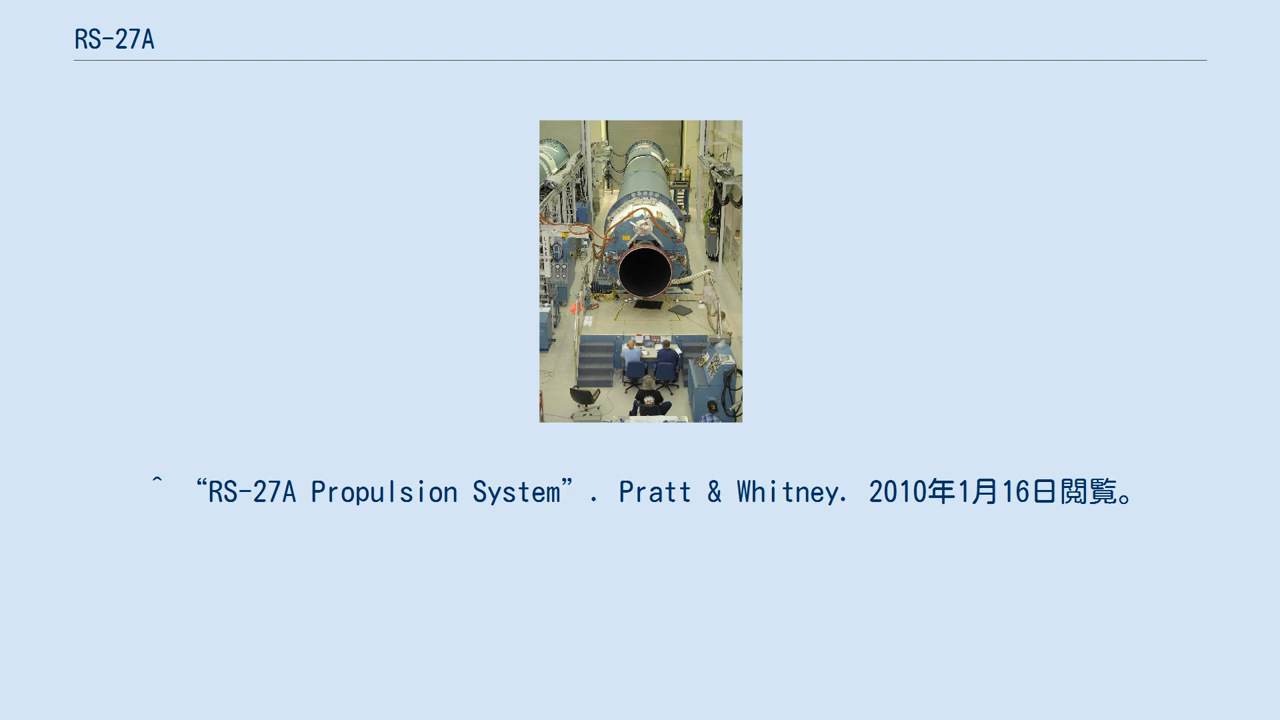 RS-27A
^ “RS-27A Propulsion System”. Pratt & Whitney. 2010年1月16日閲覧。